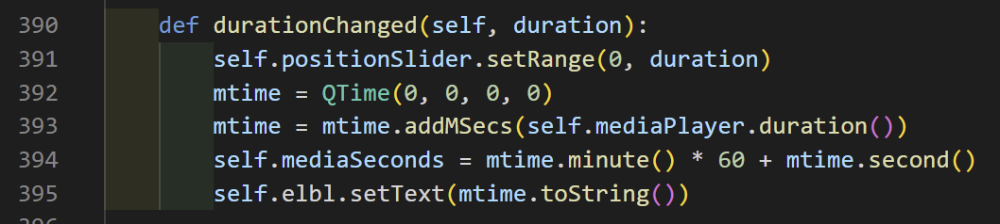 390 def durationChanged(self, duration):
391 self.positionSlider.setRange(0, duration)
392 mtime = QTime(0, 0, 0, 0)
393 mtime = mtime.addMSecs(self.mediaPlayer.duration())
394 self.mediaSeconds = mtime.minute() * 60 + mtime.second()
395 self.elbl.setText(mtime.toString())
396